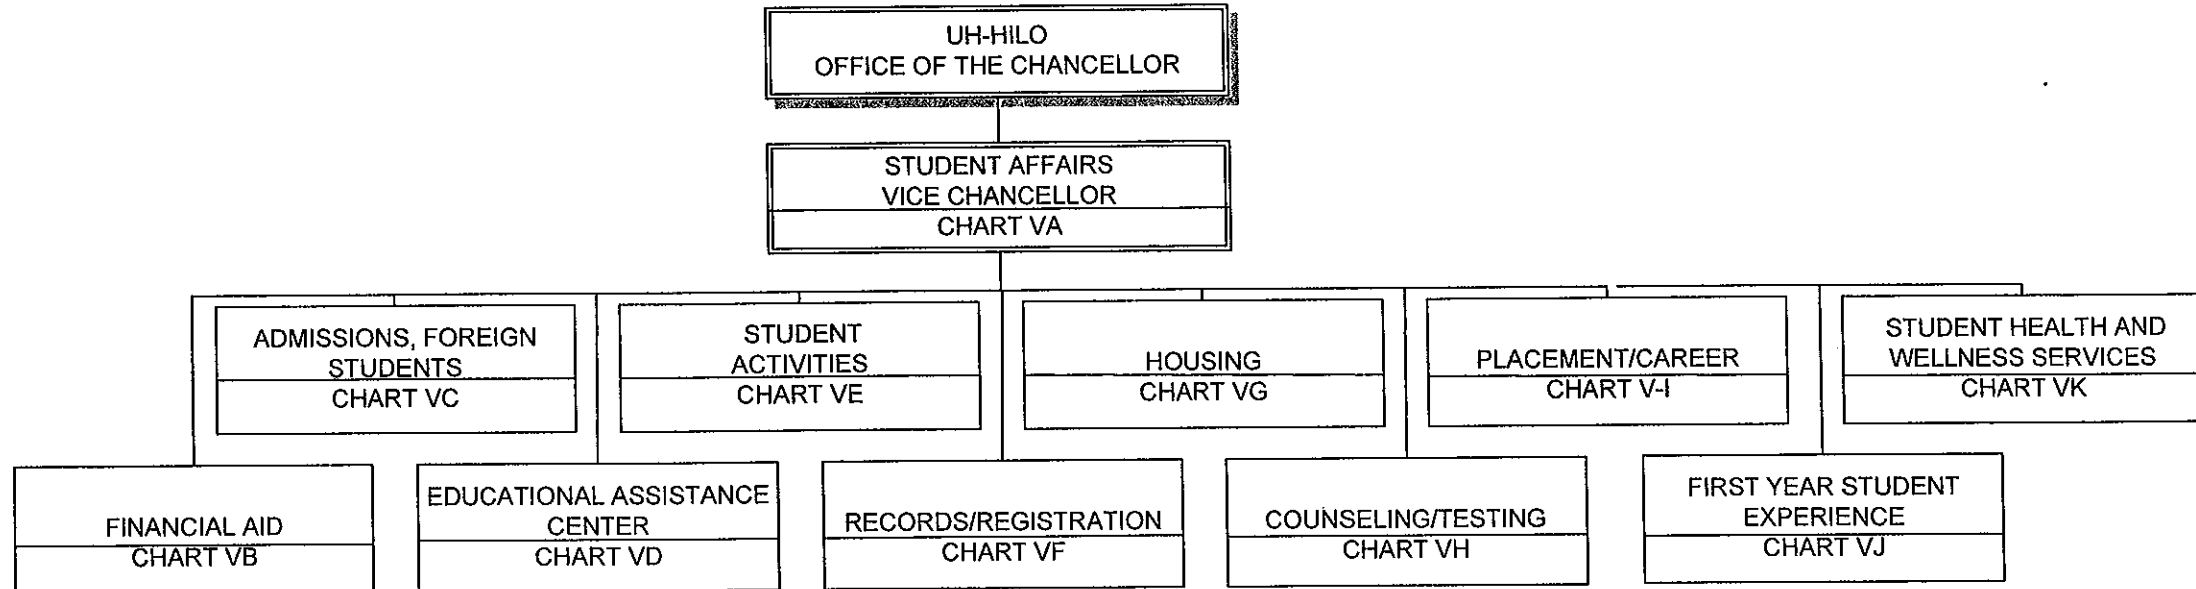 UH-HILO
OFFICE OF THE CHANCELLOR
STUDENT AFFAIRS
VICE CHANCELLOR
CHART VA
ADMISSIONS, FOREIGN
STUDENTS
CHART VC
STUDENT
ACTIVITIES
CHART VE
HOUSING
CHART VG
PLACEMENT/CAREER
CHART V-I
STUDENT HEALTH AND
WELLNESS SERVICES
CHART VK
FINANCIAL AID
CHART VB
EDUCATIONAL ASSISTANCE
CENTER
CHART VD
RECORDS/REGISTRATION
CHART VF
COUNSELING/TESTING
CHART VH
FIRST YEAR STUDENT
EXPERIENCE
CHART VJ